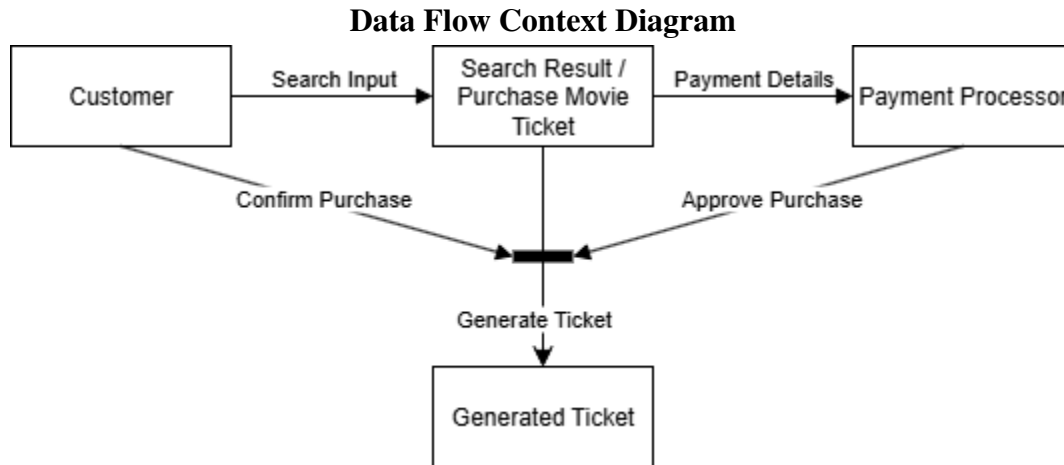 Data Flow Context Diagram
Customer
Search Input
Search Result /
Purchase Movie
Ticket
Payment Details
Payment Processor
Confirm Purchase
Approve Purchase
Generate Ticket
Generated Ticket